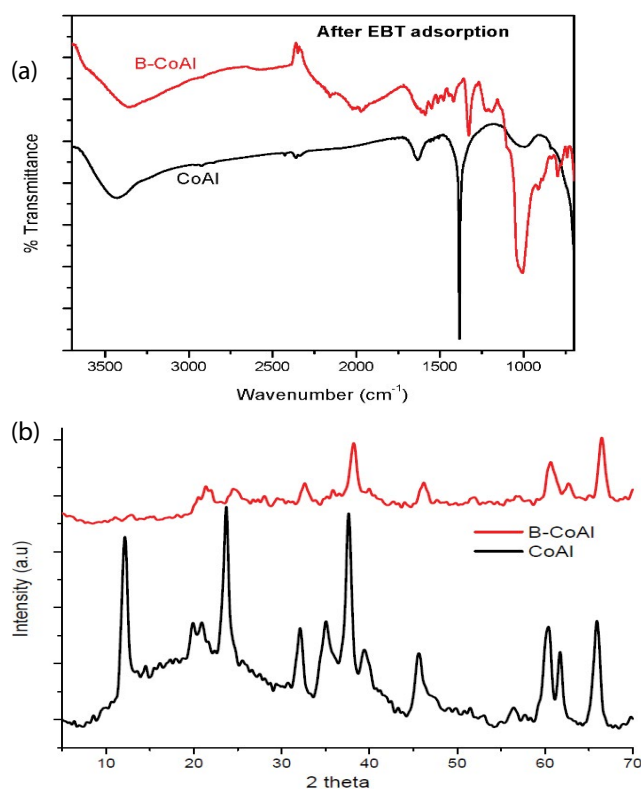 After EBT adsorption
(a)
B-CoAl
CoAl
% Transmittance
3500 3000 2500 2000 1500 1000
Wavenumber (cm⁻¹)
(b)
B-CoAl
CoAl
Intensity (a.u)
10 20 30 40 50 60 70
2 theta